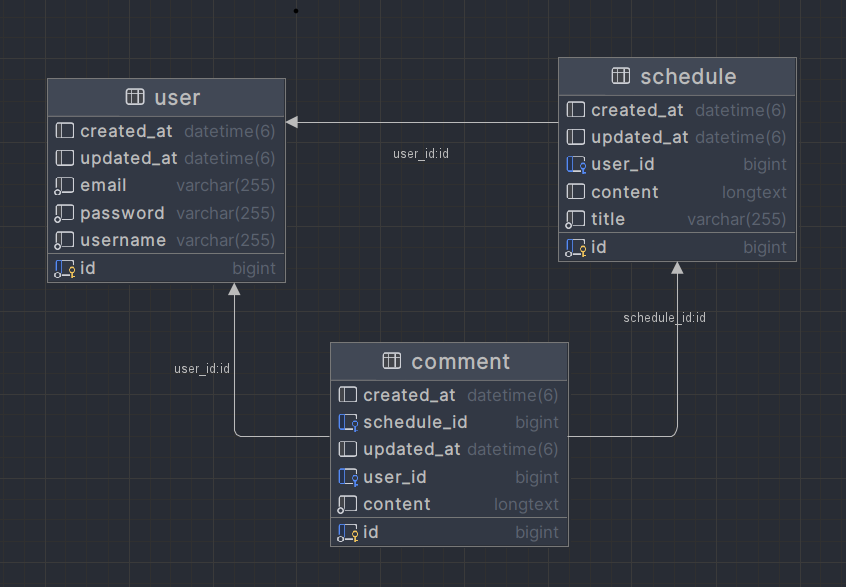 user
created_at datetime(6)
updated_at datetime(6)
email varchar(255)
password varchar(255)
username varchar(255)
id bigint
user_id:id
schedule
created_at datetime(6)
updated_at datetime(6)
user_id bigint
content longtext
title varchar(255)
id bigint
user_id:id
schedule_id:id
comment
created_at datetime(6)
schedule_id bigint
updated_at datetime(6)
user_id bigint
content longtext
id bigint